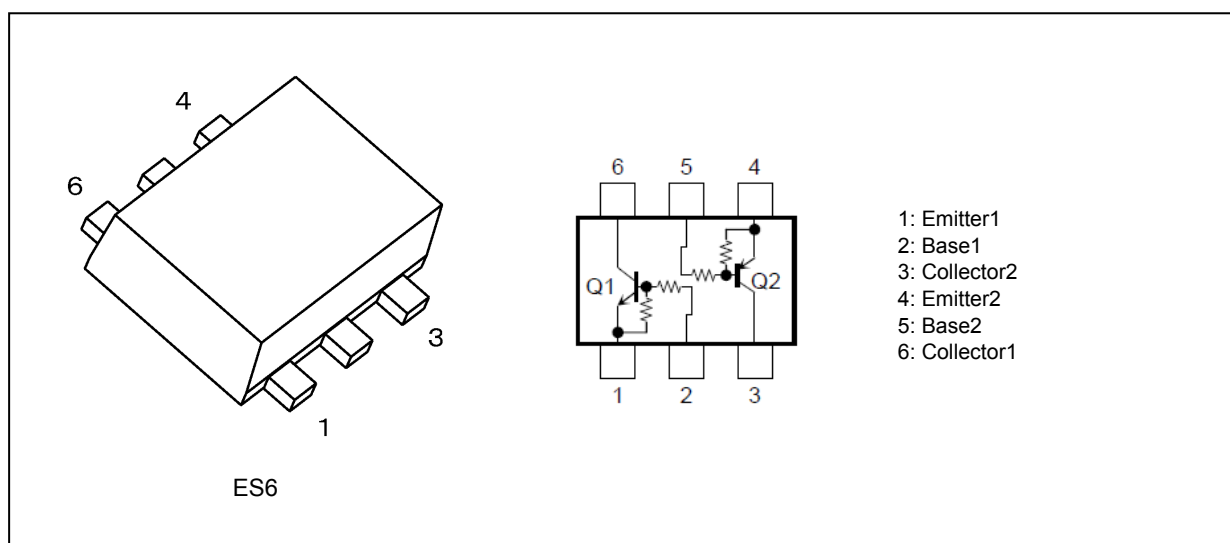 4
6
3
1
ES6
6 5 4
Q1 Q2
1 2 3
1: Emitter1
2: Base1
3: Collector2
4: Emitter2
5: Base2
6: Collector1